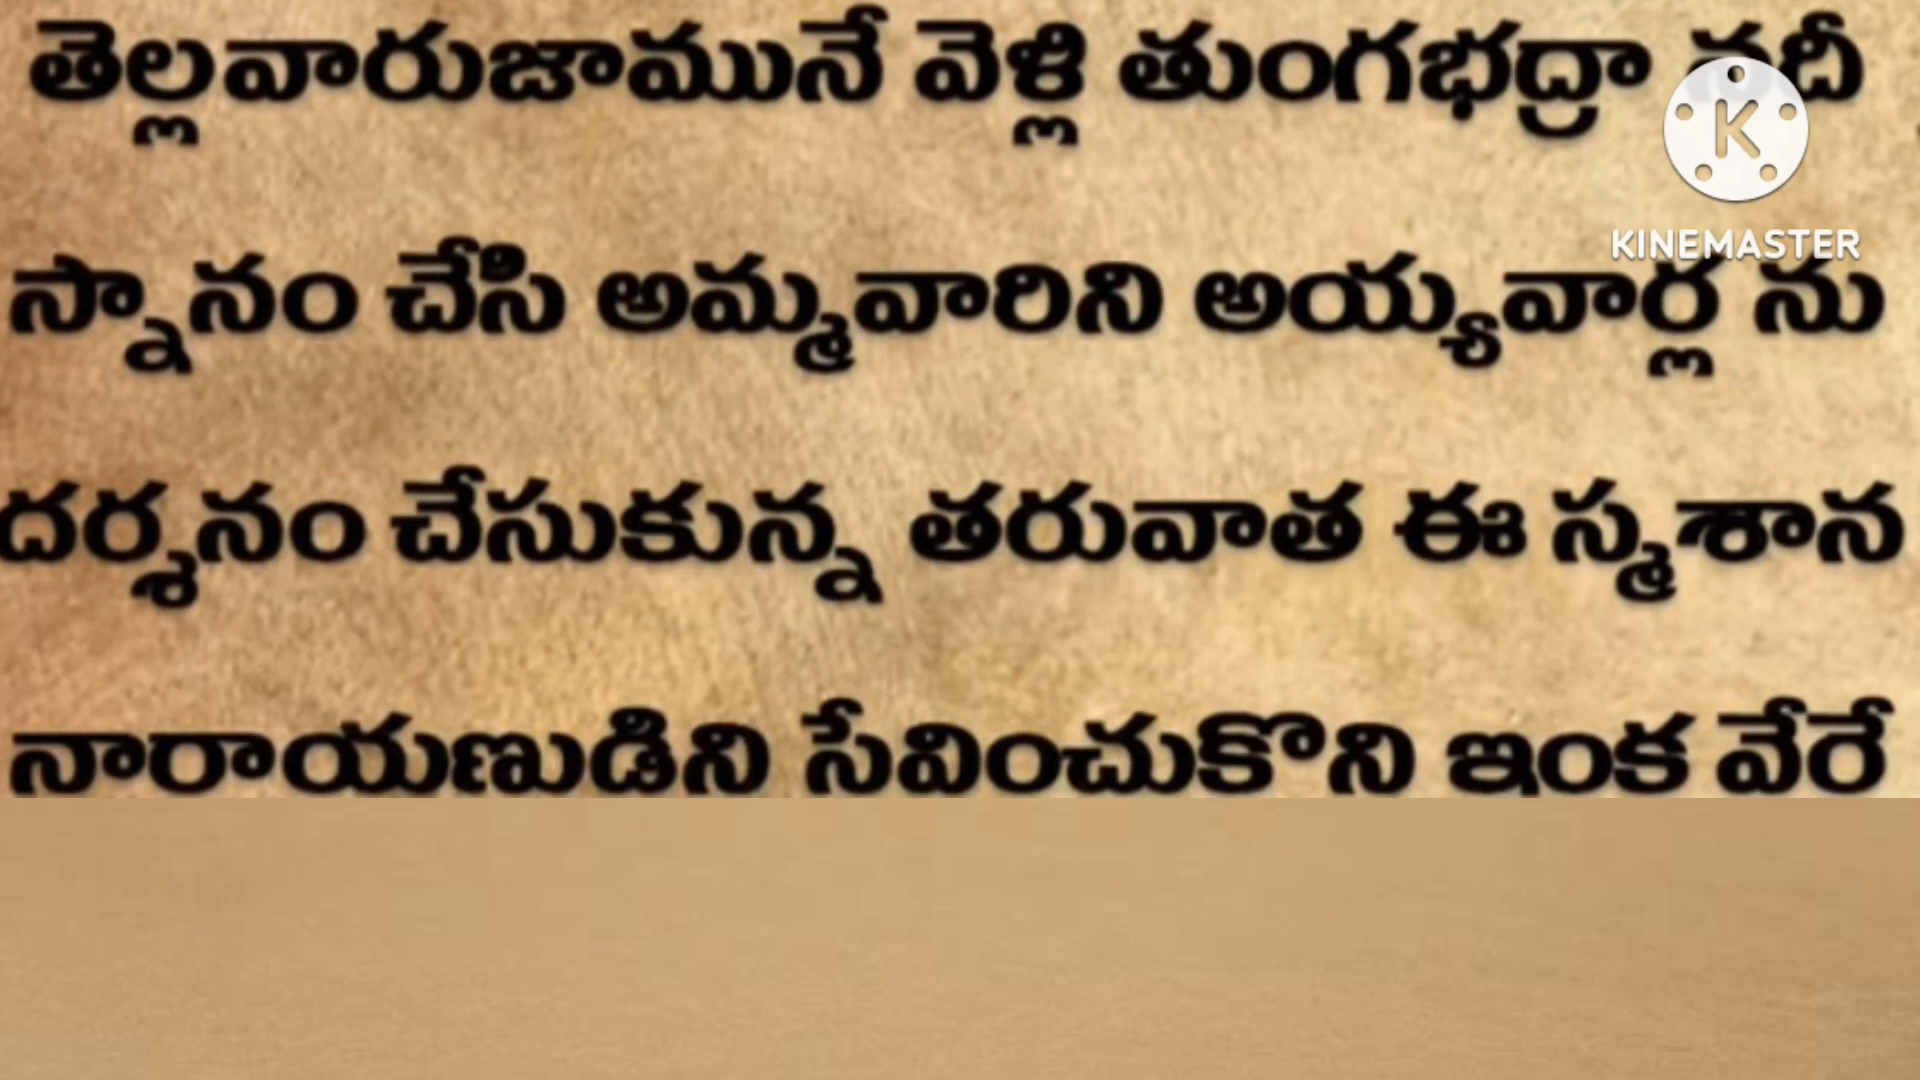 తెల్లవారుజామునే వెళ్లి తుంగభద్రా నదీ
KINEMASTER
స్నానం చేసి అమ్మవారిని అయ్యవార్ల ను
దర్శనం చేసుకున్న తరువాత ఈ స్మశాన
నారాయణుడిని సేవించుకొని ఇంక వేరే